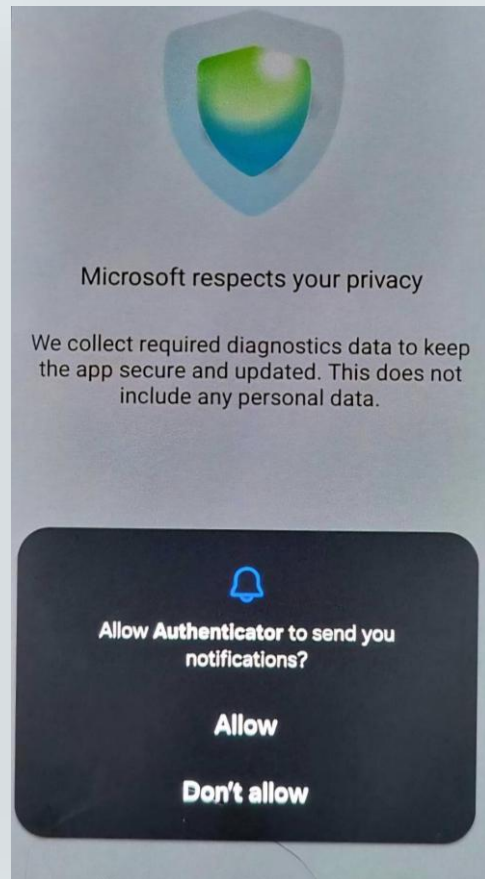 Microsoft respects your privacy
We collect required diagnostics data to keep
the app secure and updated. This does not
include any personal data.
Allow Authenticator to send you
notifications?
Allow
Don't allow